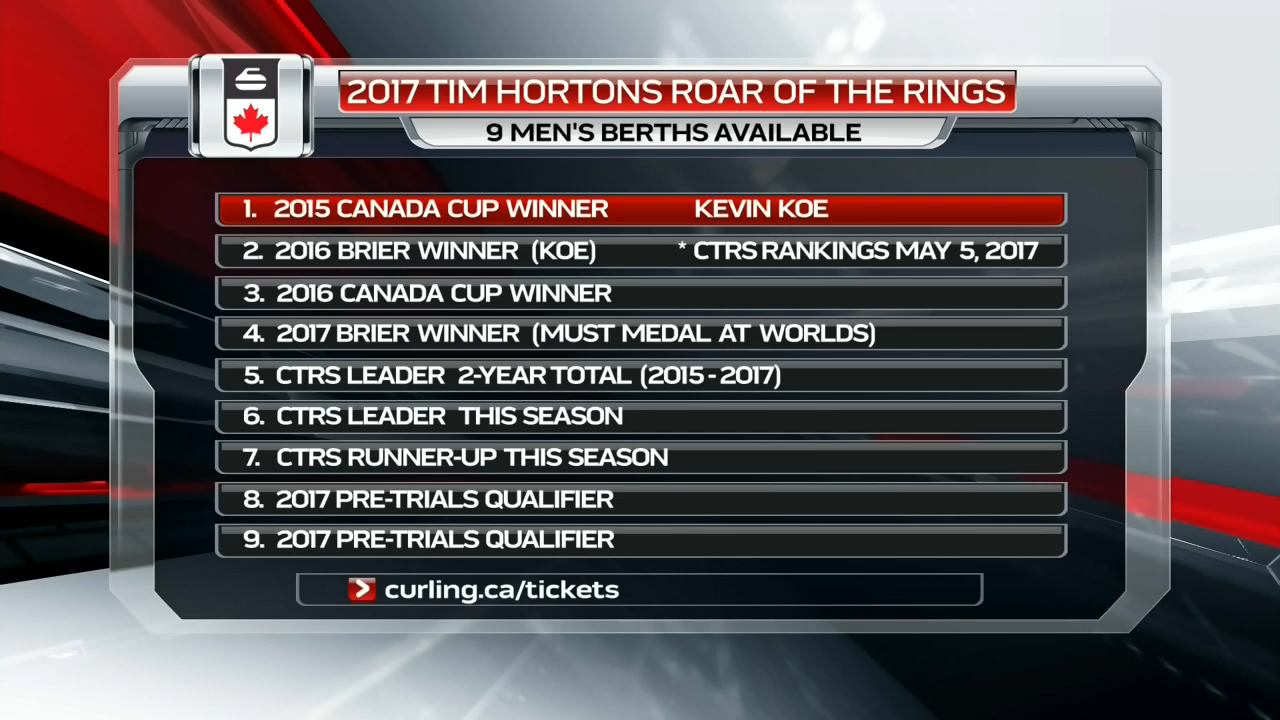 2017 TIM HORTONS ROAR OF THE RINGS
9 MEN'S BERTHS AVAILABLE
1. 2015 CANADA CUP WINNER KEVIN KOE
2. 2016 BRIER WINNER (KOE) * CTRS RANKINGS MAY 5, 2017
3. 2016 CANADA CUP WINNER
4. 2017 BRIER WINNER (MUST MEDAL AT WORLDS)
5. CTRS LEADER 2-YEAR TOTAL (2015-2017)
6. CTRS LEADER THIS SEASON
7. CTRS RUNNER-UP THIS SEASON
8. 2017 PRE-TRIALS QUALIFIER
9. 2017 PRE-TRIALS QUALIFIER
curling.ca/tickets